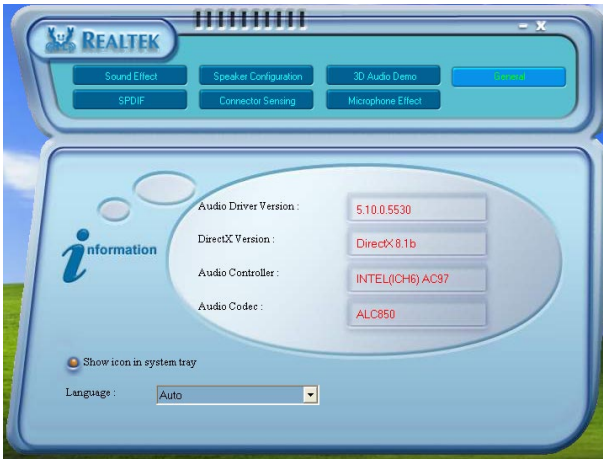 REALTEK
Sound Effect
Speaker Configuration
3D Audio Demo
General
SPDIF
Connector Sensing
Microphone Effect
information
Audio Driver Version :
5.10.0.5530
DirectX Version :
DirectX 8.1b
Audio Controller :
INTEL(ICH6) AC97
Audio Codec :
ALC850
Show icon in system tray
Language :
Auto